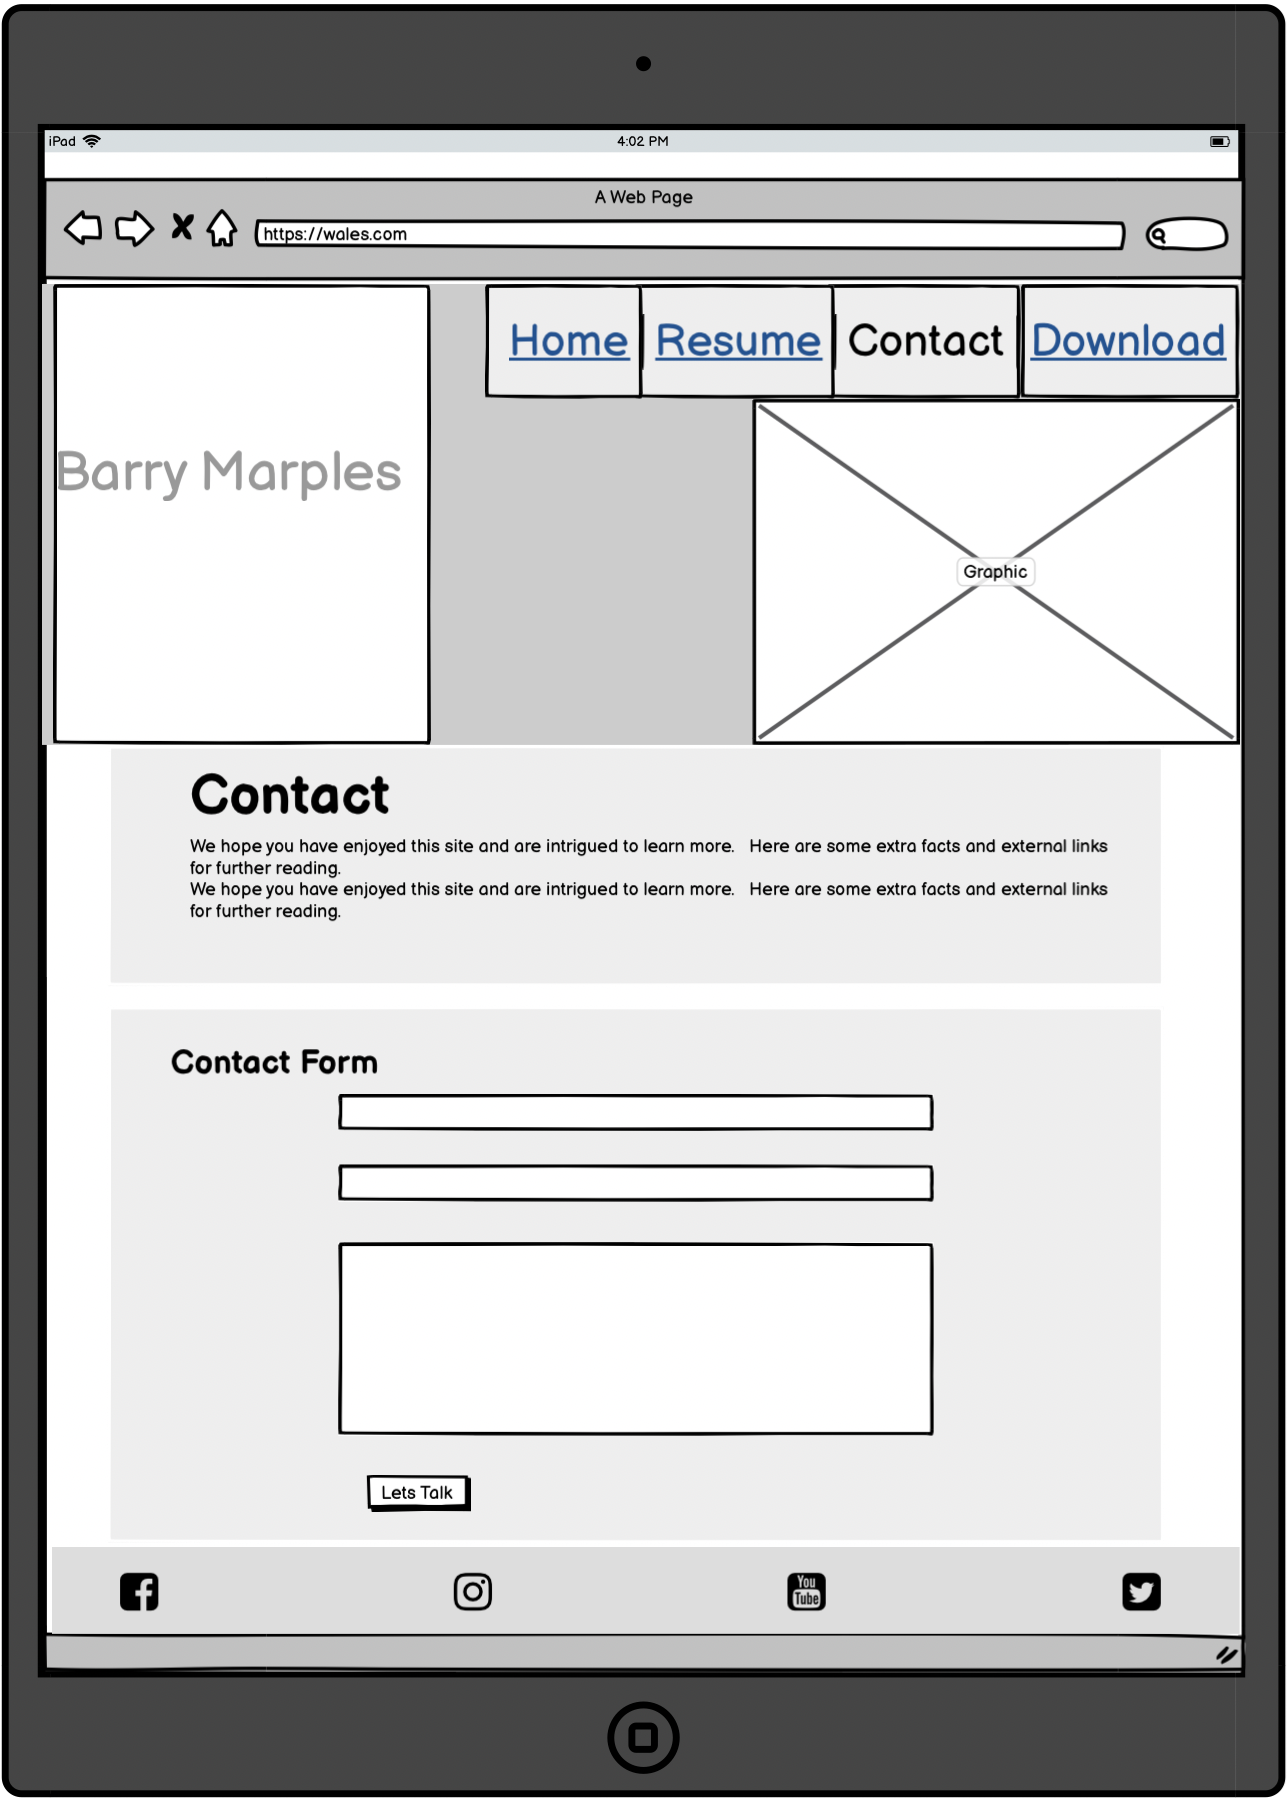 iPad 4:02 PM
A Web Page
https://wales.com
Home Resume Contact Download
Barry Marples
Graphic
Contact
We hope you have enjoyed this site and are intrigued to learn more. Here are some extra facts and external links
for further reading.
We hope you have enjoyed this site and are intrigued to learn more. Here are some extra facts and external links
for further reading.
Contact Form
Lets Talk
You
Tube